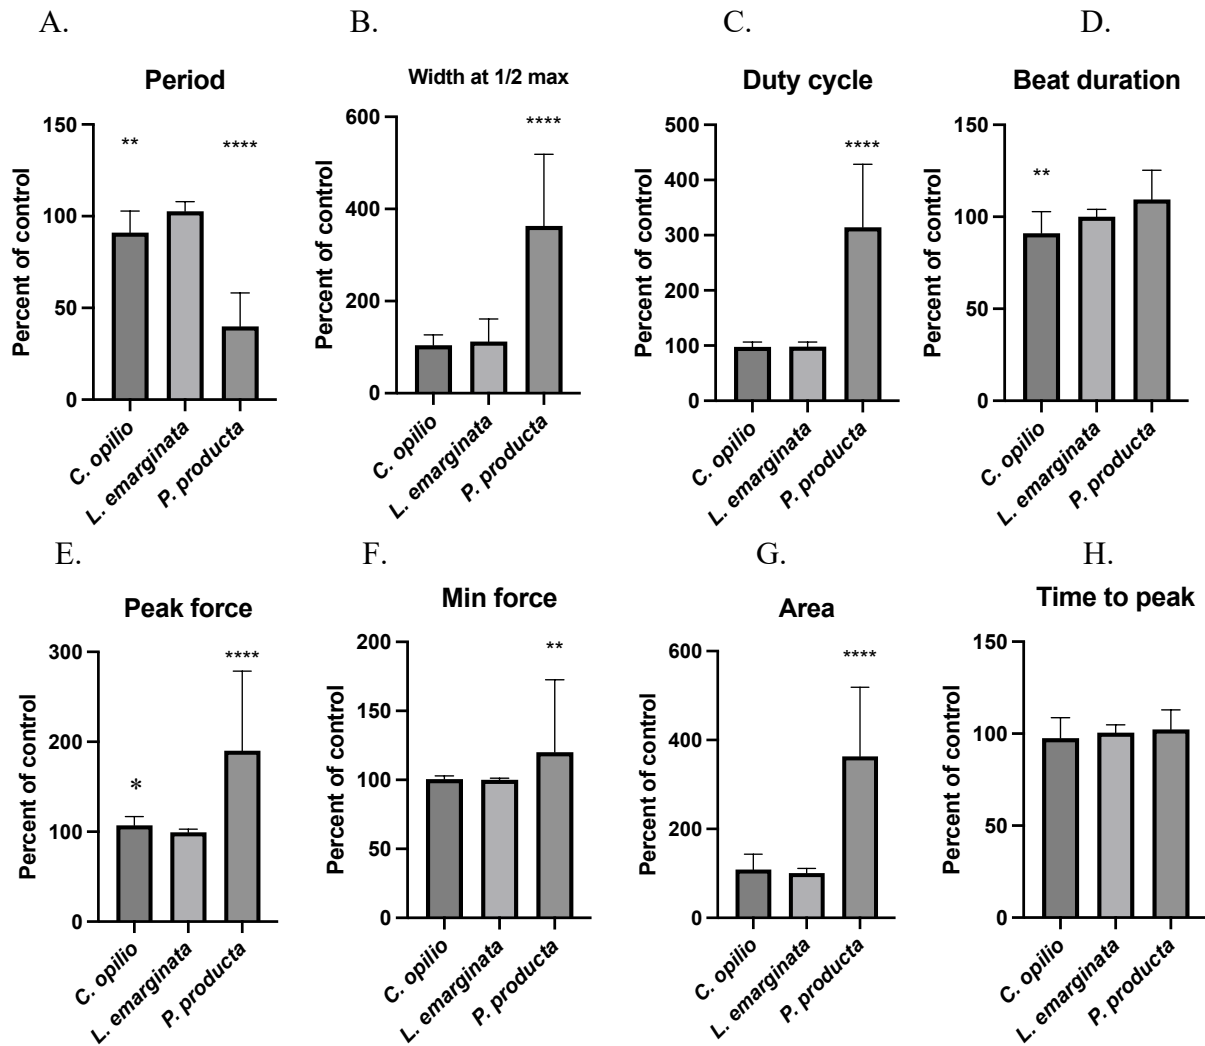 A.
B.
C.
D.
Period
Width at 1/2 max
Duty cycle
Beat duration
Percent of control
150
100
50
0
**
****
C. opilio
L. emarginata
P. producta
Percent of control
600
400
200
0
****
C. opilio
L. emarginata
P. producta
Percent of control
500
400
300
200
100
0
****
C. opilio
L. emarginata
P. producta
Percent of control
150
100
50
0
**
C. opilio
L. emarginata
P. producta
E.
F.
G.
H.
Peak force
Min force
Area
Time to peak
Percent of control
300
200
100
0
*
****
C. opilio
L. emarginata
P. producta
Percent of control
200
150
100
50
0
**
C. opilio
L. emarginata
P. producta
Percent of control
600
400
200
0
****
C. opilio
L. emarginata
P. producta
Percent of control
150
100
50
0
C. opilio
L. emarginata
P. producta